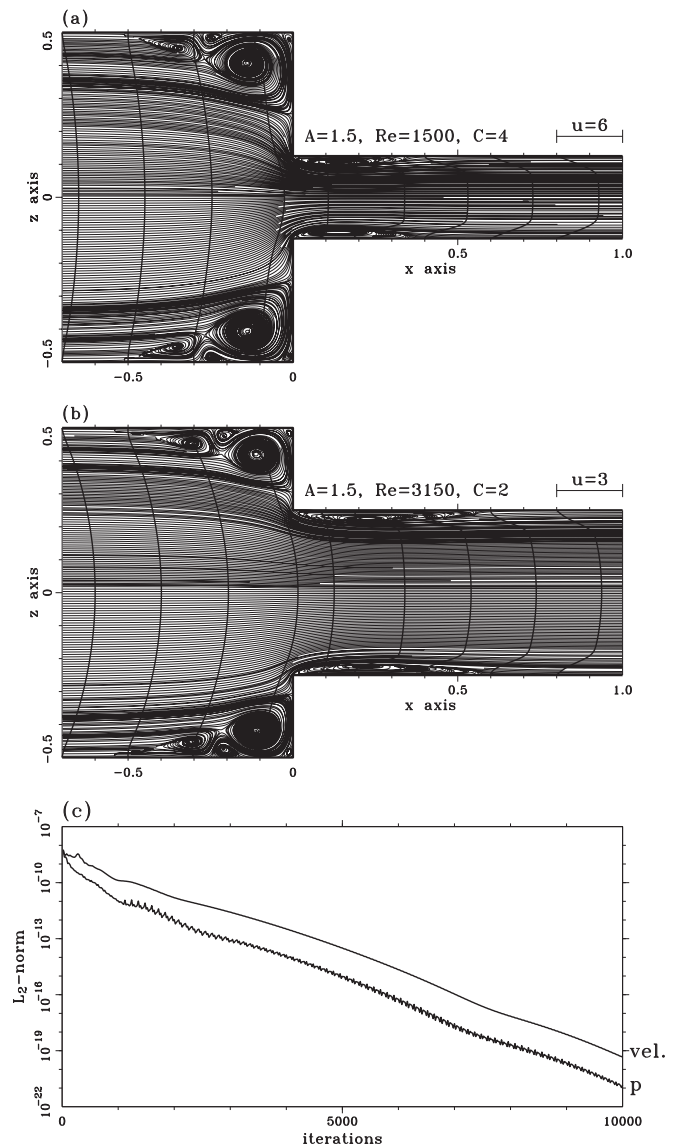 (a)
0.5
A=1.5, Re=1500, C=4
u=6
z axis
0
0.5
1.0
x axis
−0.5
−0.5
0
(b)
0.5
A=1.5, Re=3150, C=2
u=3
z axis
0
0.5
1.0
x axis
−0.5
−0.5
0
(c)
10−7
10−10
10−13
L2−norm
10−16
10−19
vel.
p
10−22
0
5000
10000
iterations